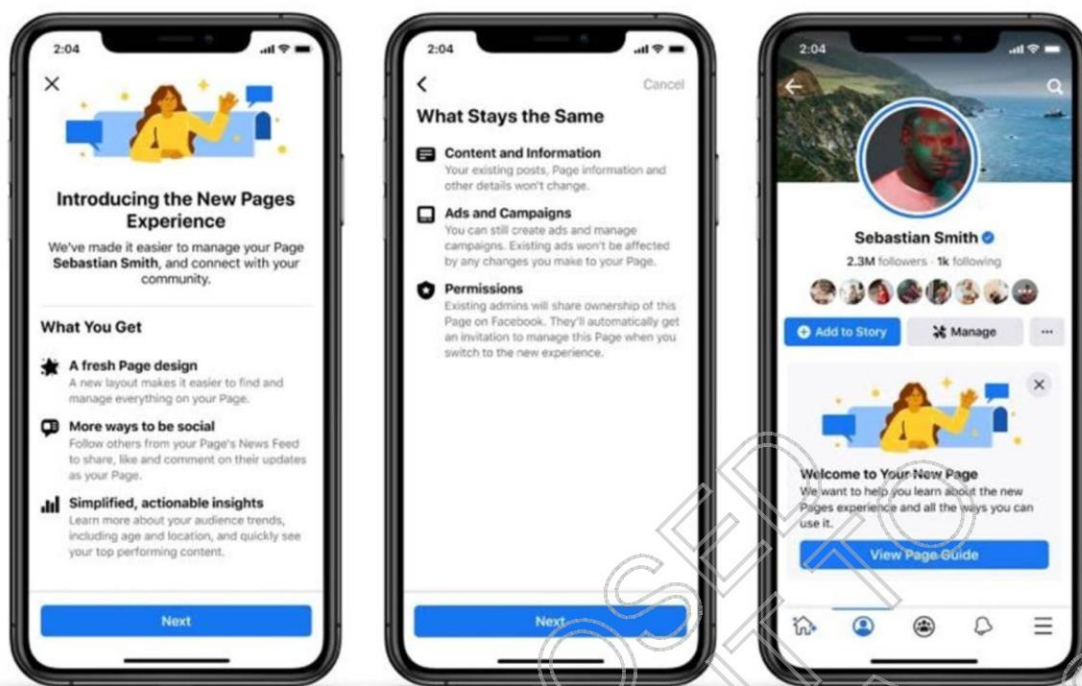 2:04
Introducing the New Pages
Experience
We've made it easier to manage your Page
Sebastian Smith, and connect with your
community.
What You Get
A fresh Page design
A new layout makes it easier to find and
manage everything on your Page.
More ways to be social
Follow others from your Page's News Feed
to share, like and comment on their updates
as your Page.
Simplified, actionable insights
Learn more about your audience trends,
including age and location, and quickly see
your top performing content.
Next
2:04
Cancel
What Stays the Same
Content and Information
Your existing posts, Page information and
other details won't change.
Ads and Campaigns
You can still create ads and manage
campaigns. Existing ads won't be affected
by any changes you make to your Page.
Permissions
Existing admins will share ownership of this
Page on Facebook. They'll automatically get
an invitation to manage this Page when you
switch to the new experience.
Next
2:04
Sebastian Smith
2.3M followers · 1k following
Add to Story
Manage
Welcome to Your New Page
We want to help you learn about the new
Pages experience and all the ways you can
use it.
View Page Guide